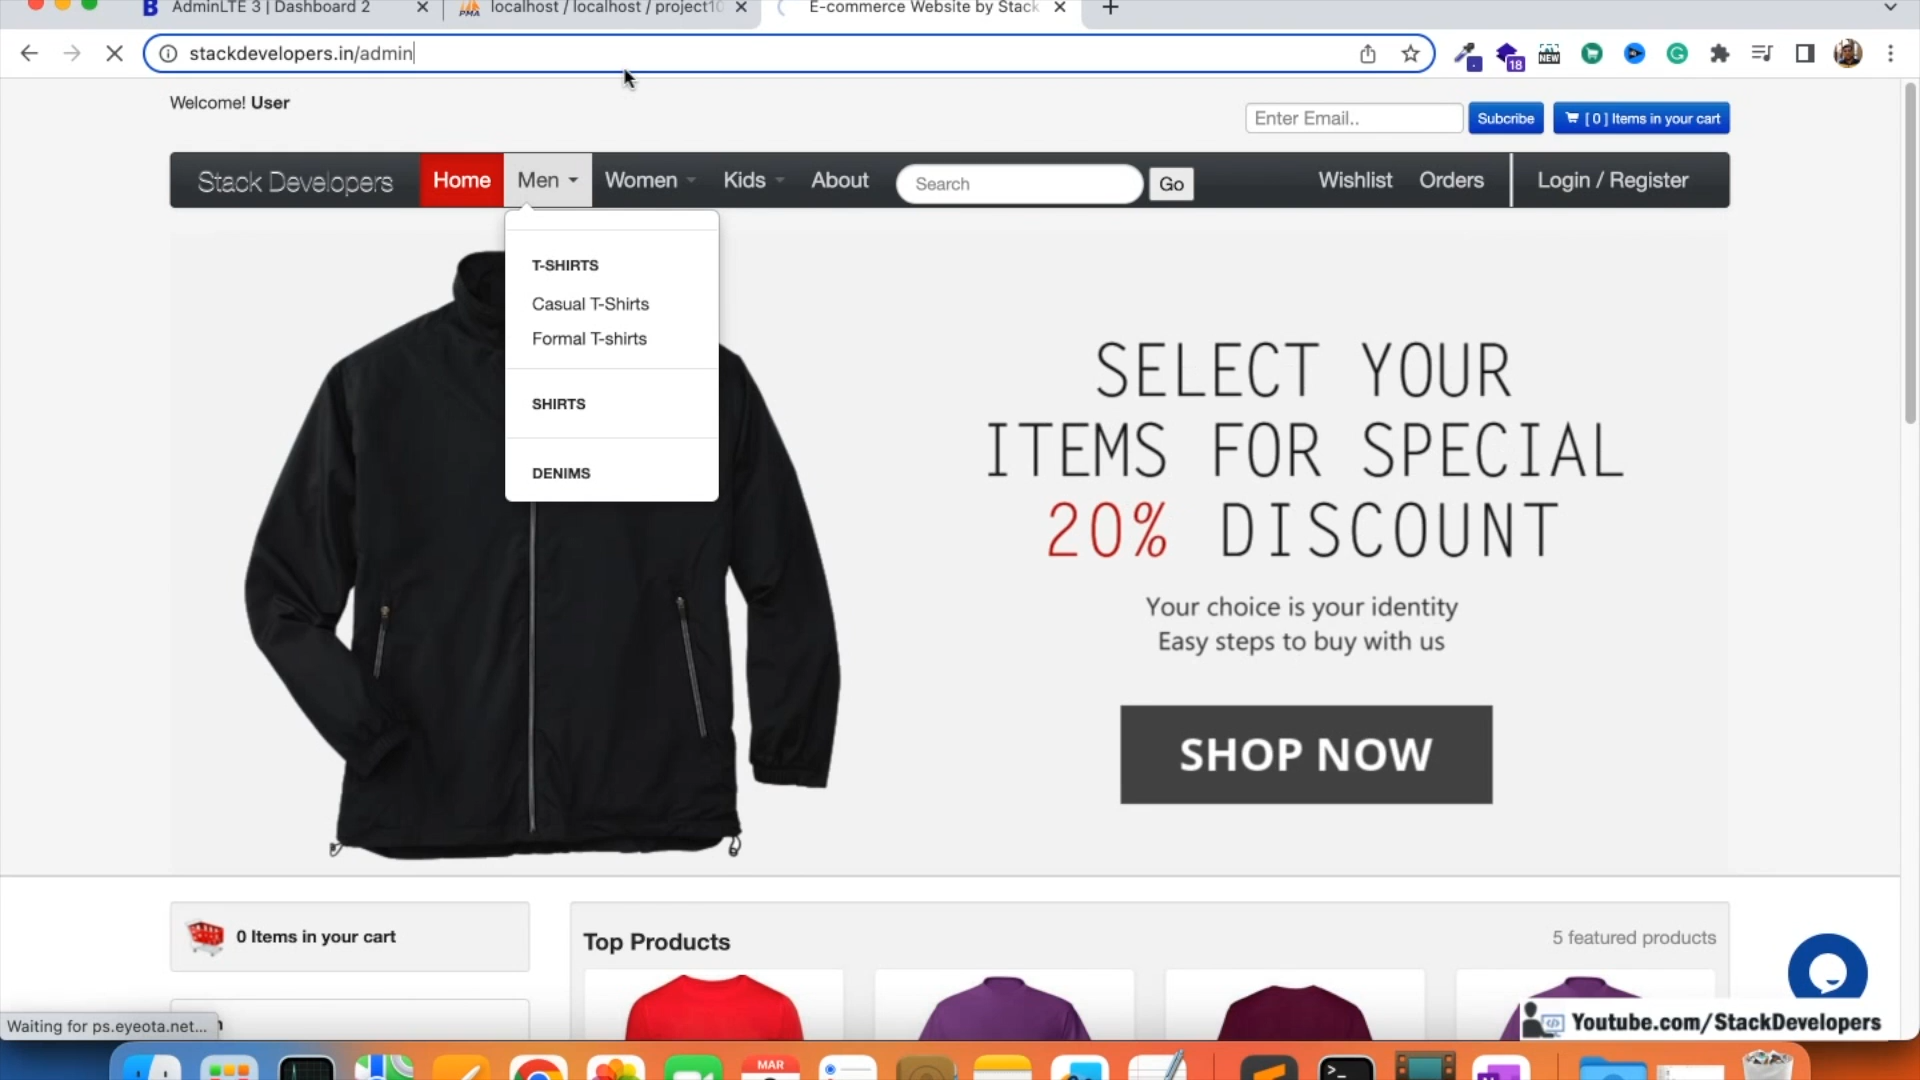 AdminLTE 3 | Dashboard 2
localhost / localhost / project10
E-commerce Website by Stack
stackdevelopers.in/admin
18
NEW
Welcome! User
Enter Email..
Subcribe
[ 0 ] Items in your cart
Stack Developers
Home
Men
Women
Kids
About
Search
Go
Wishlist
Orders
Login / Register
T-SHIRTS
Casual T-Shirts
Formal T-shirts
SHIRTS
DENIMS
SELECT YOUR
ITEMS FOR SPECIAL
20% DISCOUNT
Your choice is your identity
Easy steps to buy with us
SHOP NOW
0 Items in your cart
Top Products
5 featured products
Waiting for ps.eyeota.net...
Youtube.com/StackDevelopers
MAR